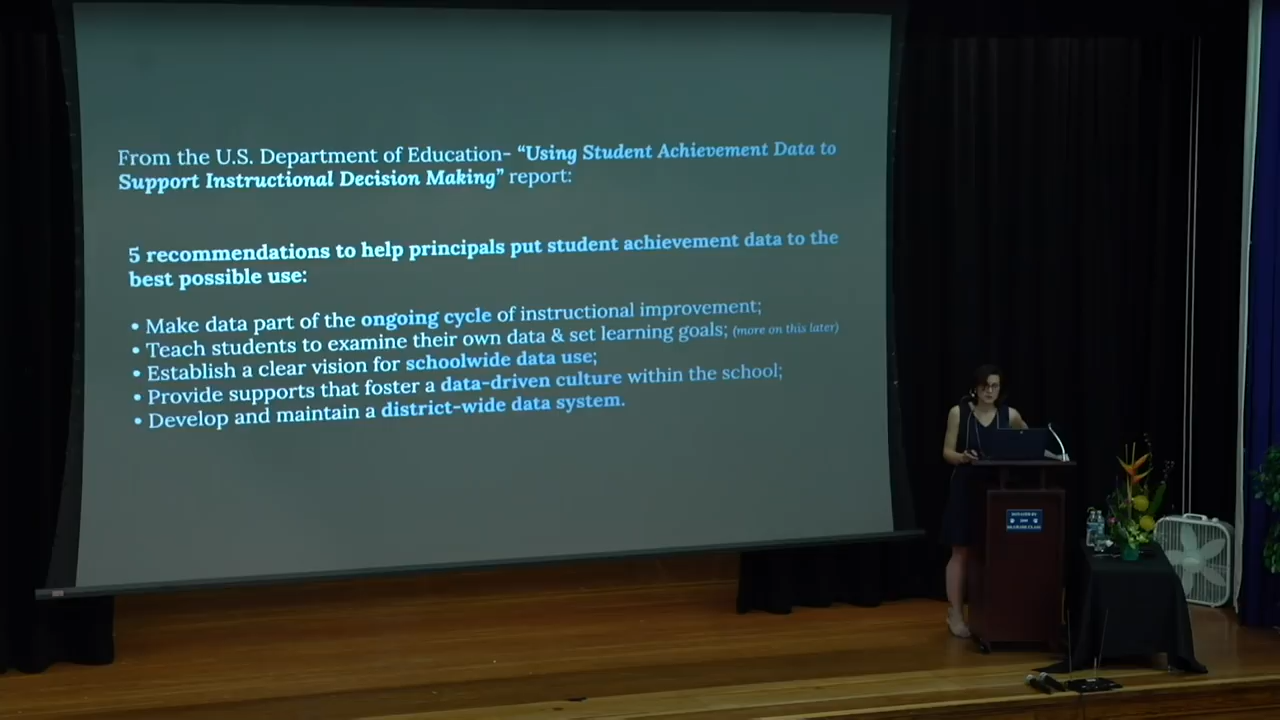 From the U.S. Department of Education- “Using Student Achievement Data to
Support Instructional Decision Making” report:
5 recommendations to help principals put student achievement data to the
best possible use:
• Make data part of the ongoing cycle of instructional improvement;
• Teach students to examine their own data & set learning goals; (more on this later)
• Establish a clear vision for schoolwide data use;
• Provide supports that foster a data-driven culture within the school;
• Develop and maintain a district-wide data system.
DONATED BY